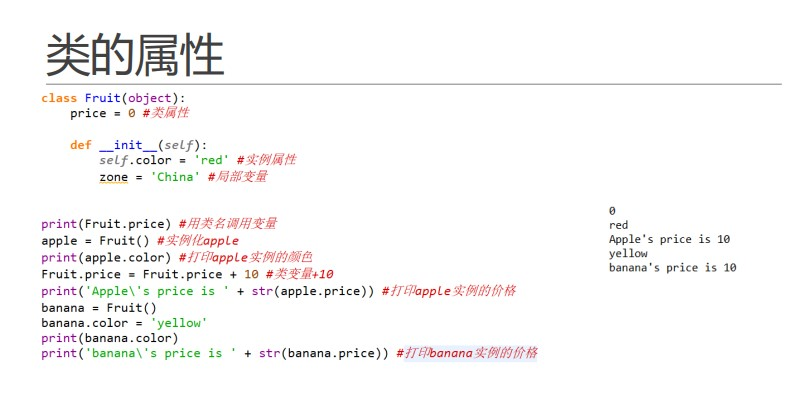 类的属性
class Fruit(object):
    price = 0 #类属性
    def __init__(self):
        self.color = 'red' #实例属性
        zone = 'China' #局部变量
print(Fruit.price) #用类名调用变量
apple = Fruit() #实例化apple
print(apple.color) #打印apple实例的颜色
Fruit.price = Fruit.price + 10 #类变量+10
print('Apple\'s price is ' + str(apple.price)) #打印apple实例的价格
banana = Fruit()
banana.color = 'yellow'
print(banana.color)
print('banana\'s price is ' + str(banana.price)) #打印banana实例的价格
0
red
Apple's price is 10
yellow
banana's price is 10